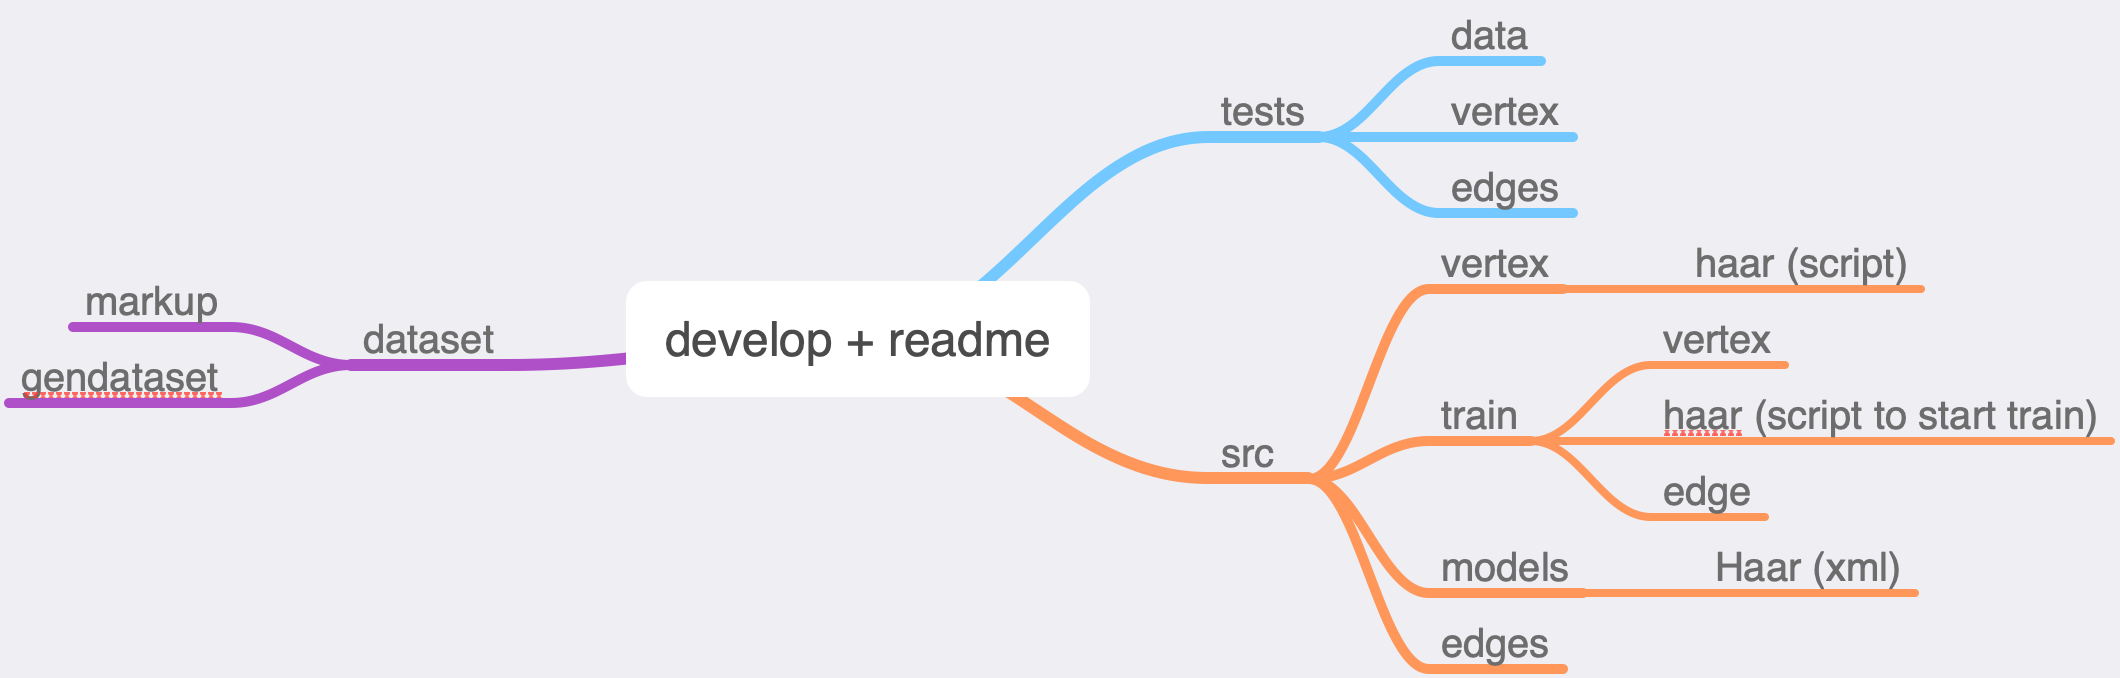 data
tests
vertex
edges
vertex
haar (script)
markup
dataset
develop + readme
vertex
gendataset
train
haar (script to start train)
src
edge
models
Haar (xml)
edges